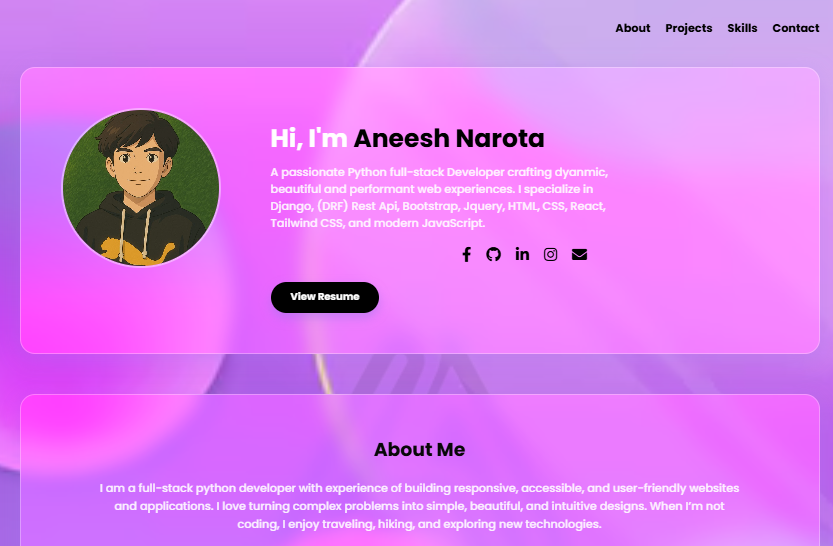 About Projects Skills Contact
Hi, I'm Aneesh Narota
A passionate Python full-stack Developer crafting dyanmic,
beautiful and performant web experiences. I specialize in
Django, (DRF) Rest Api, Bootstrap, Jquery, HTML, CSS, React,
Tailwind CSS, and modern JavaScript.
View Resume
About Me
I am a full-stack python developer with experience of building responsive, accessible, and user-friendly websites
and applications. I love turning complex problems into simple, beautiful, and intuitive designs. When I'm not
coding, I enjoy traveling, hiking, and exploring new technologies.